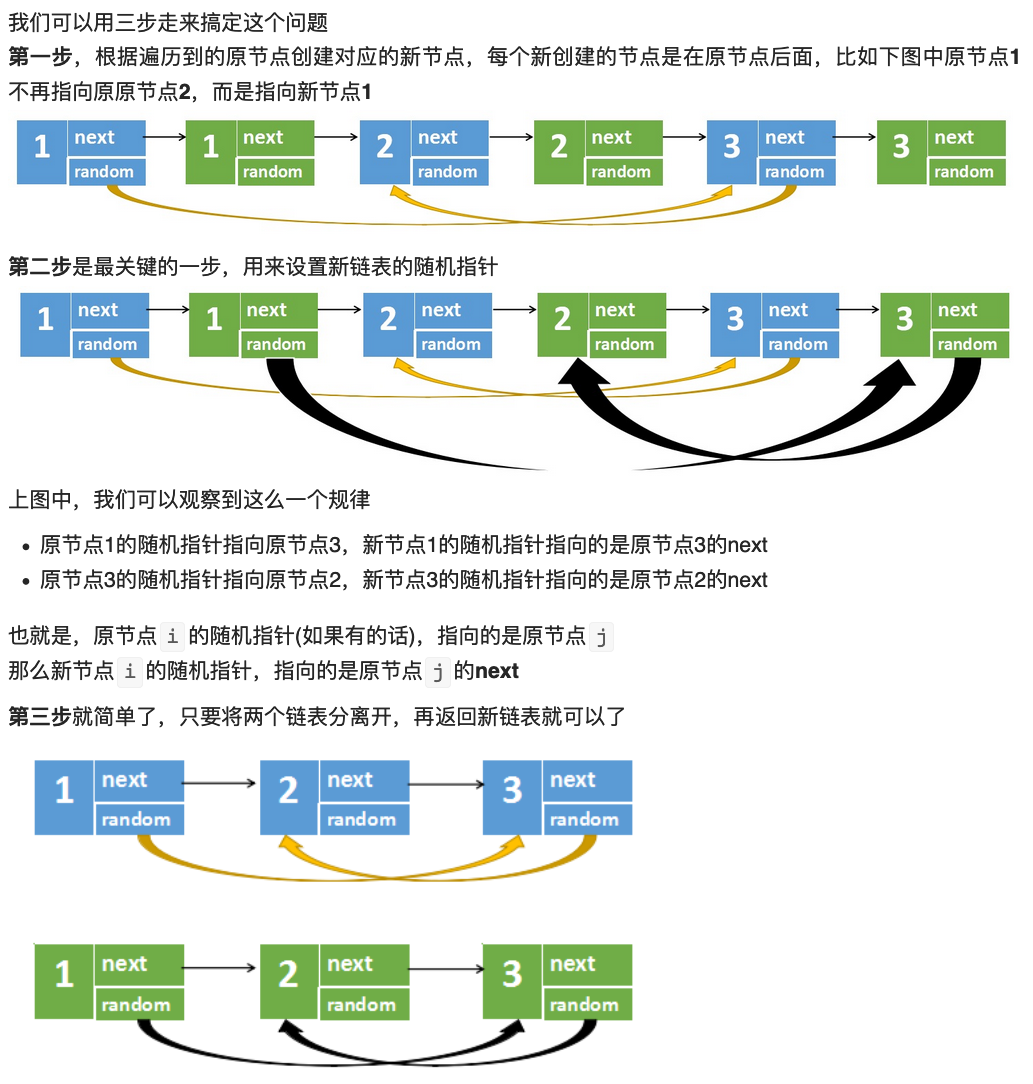 我们可以用三步走来搞定这个问题
第一步，根据遍历到的原节点创建对应的新节点，每个新创建的节点是在原节点后面，比如下图中原节点1
不再指向原原节点2，而是指向新节点1
1 next 1 next 2 next 2 next 3 next 3 next
random random random random random random
第二步是最关键的一步，用来设置新链表的随机指针
1 next 1 next 2 next 2 next 3 next 3 next
random random random random random random
上图中，我们可以观察到这么一个规律
• 原节点1的随机指针指向原节点3，新节点1的随机指针指向的是原节点3的next
• 原节点3的随机指针指向原节点2，新节点3的随机指针指向的是原节点2的next
也就是，原节点 i 的随机指针(如果有的话)，指向的是原节点 j
那么新节点 i 的随机指针，指向的是原节点 j 的next
第三步就简单了，只要将两个链表分离开，再返回新链表就可以了
1 next 2 next 3 next
random random random
1 next 2 next 3 next
random random random